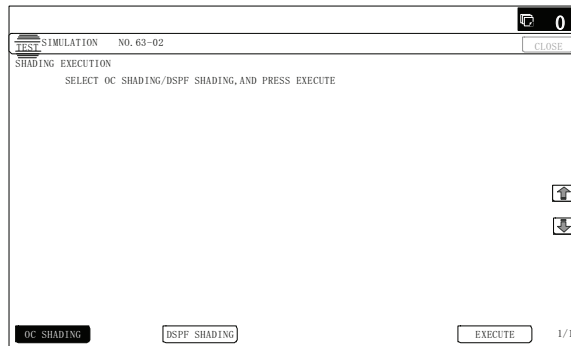 0
TEST SIMULATION NO.63-02
CLOSE
SHADING EXECUTION
SELECT OC SHADING/DSPF SHADING,AND PRESS EXECUTE
OC SHADING DSPF SHADING EXECUTE 1/1